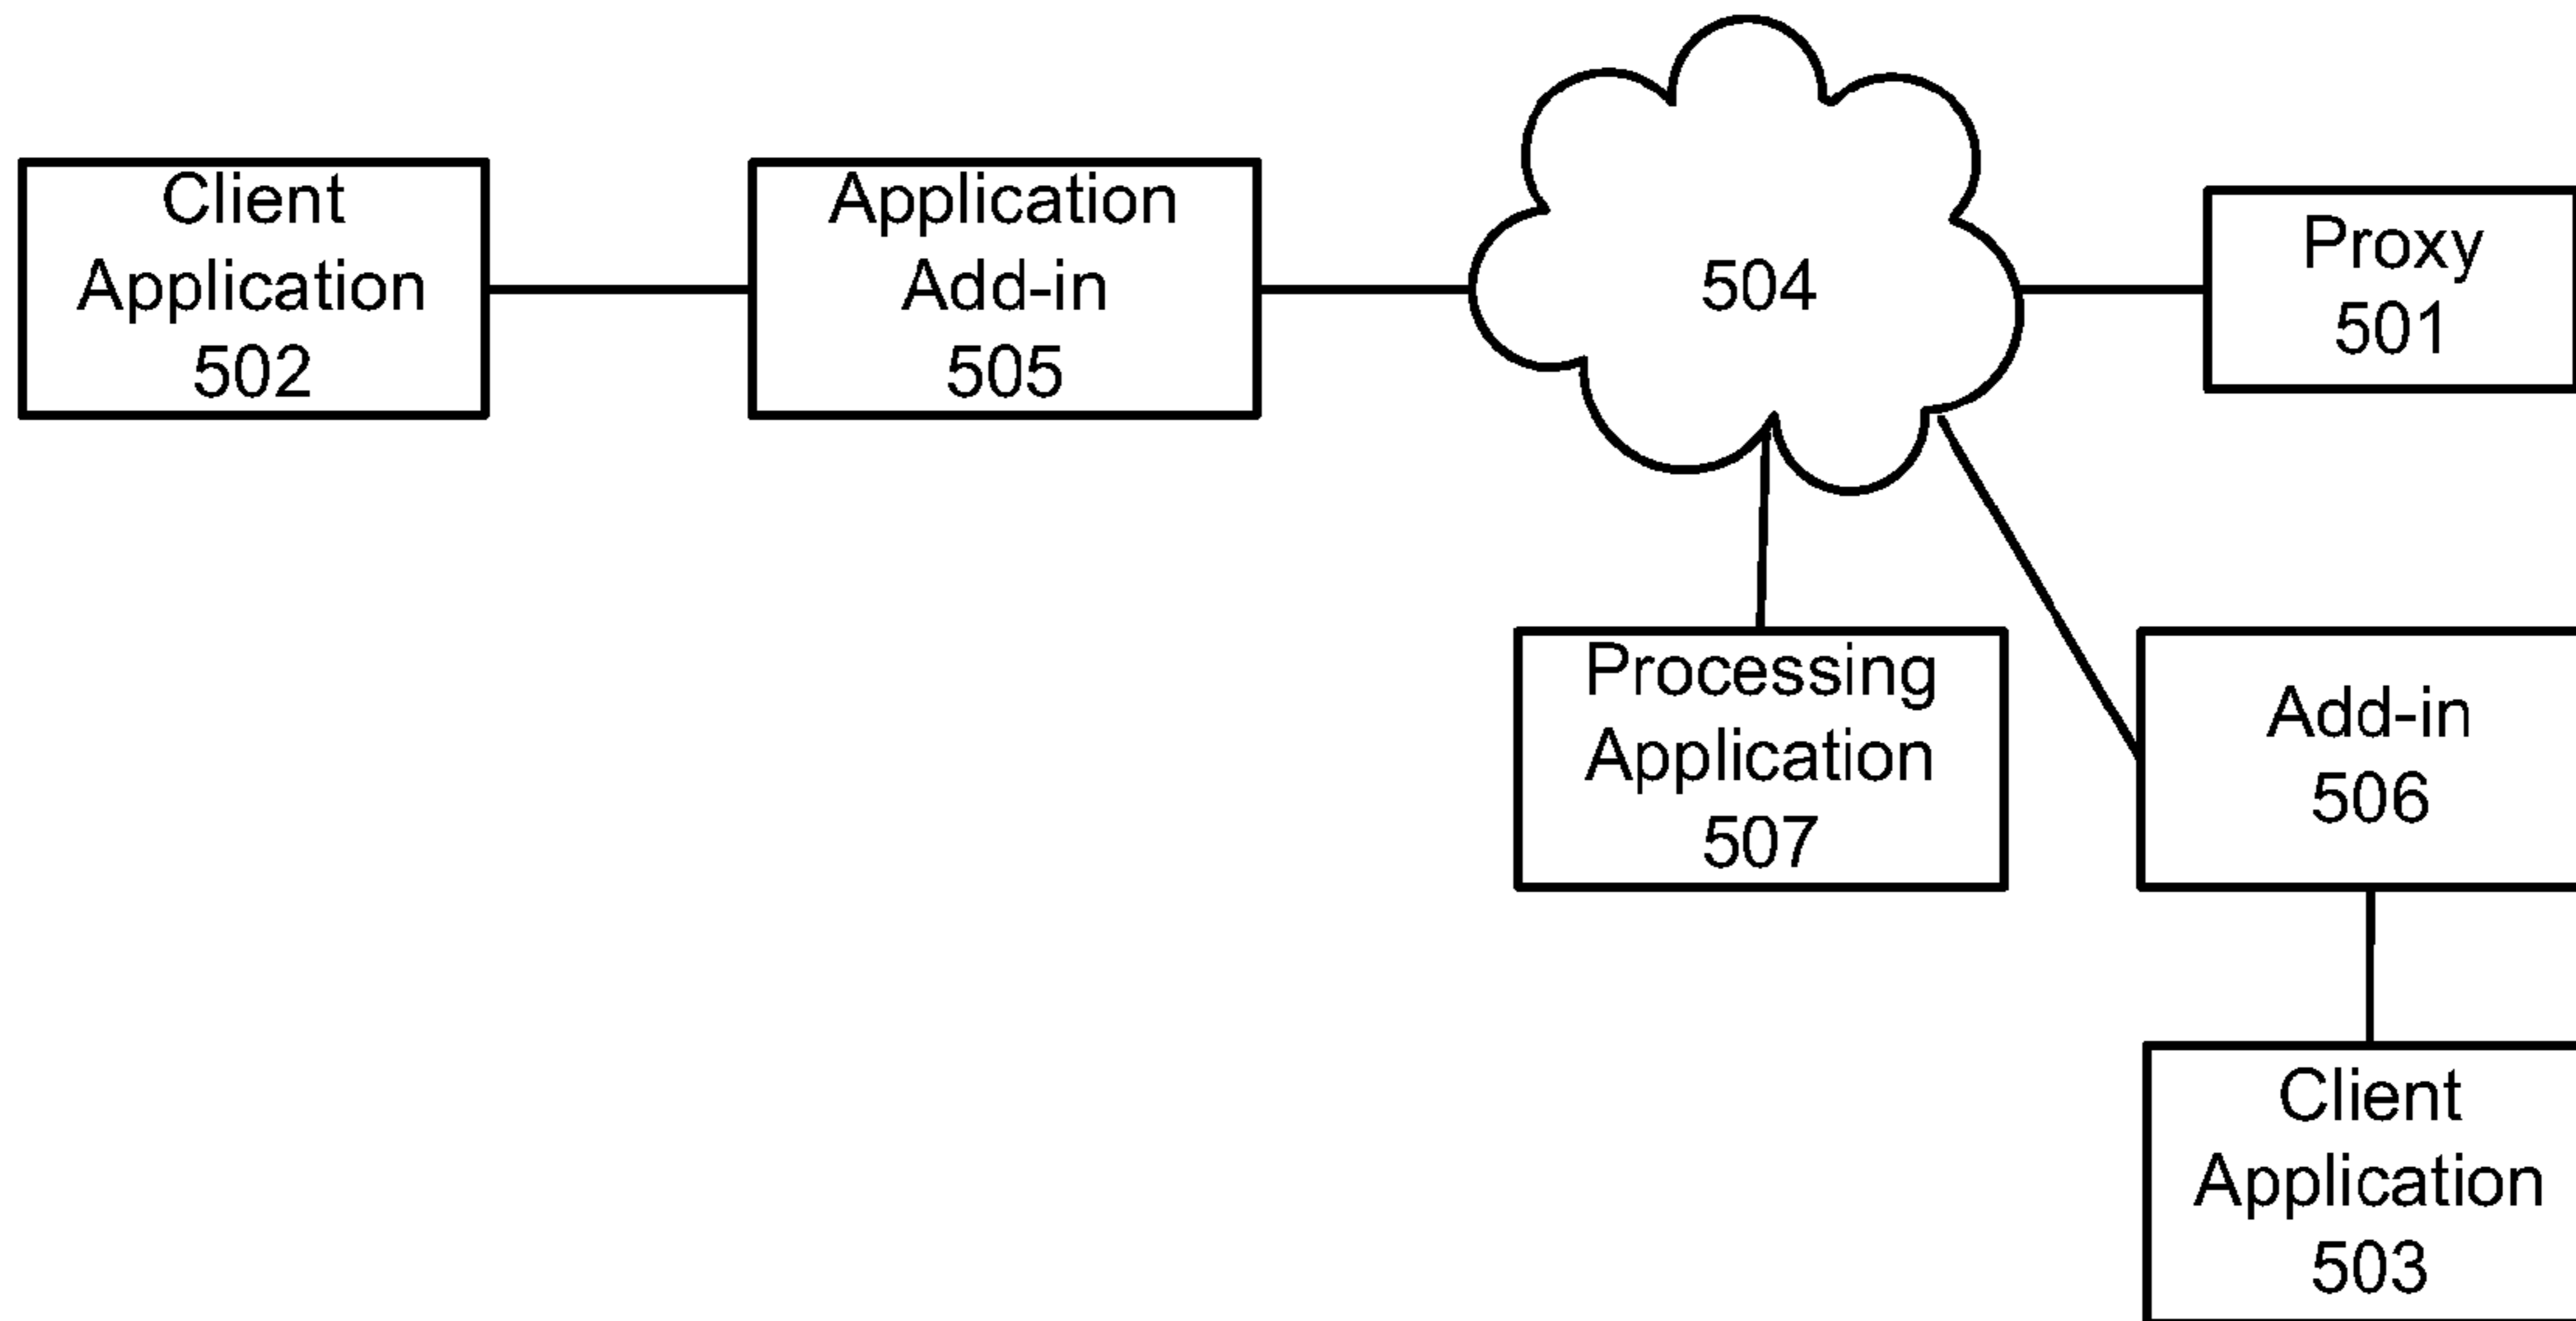 Client
Application
502
Application
Add-in
505
504
Proxy
501
Processing
Application
507
Add-in
506
Client
Application
503